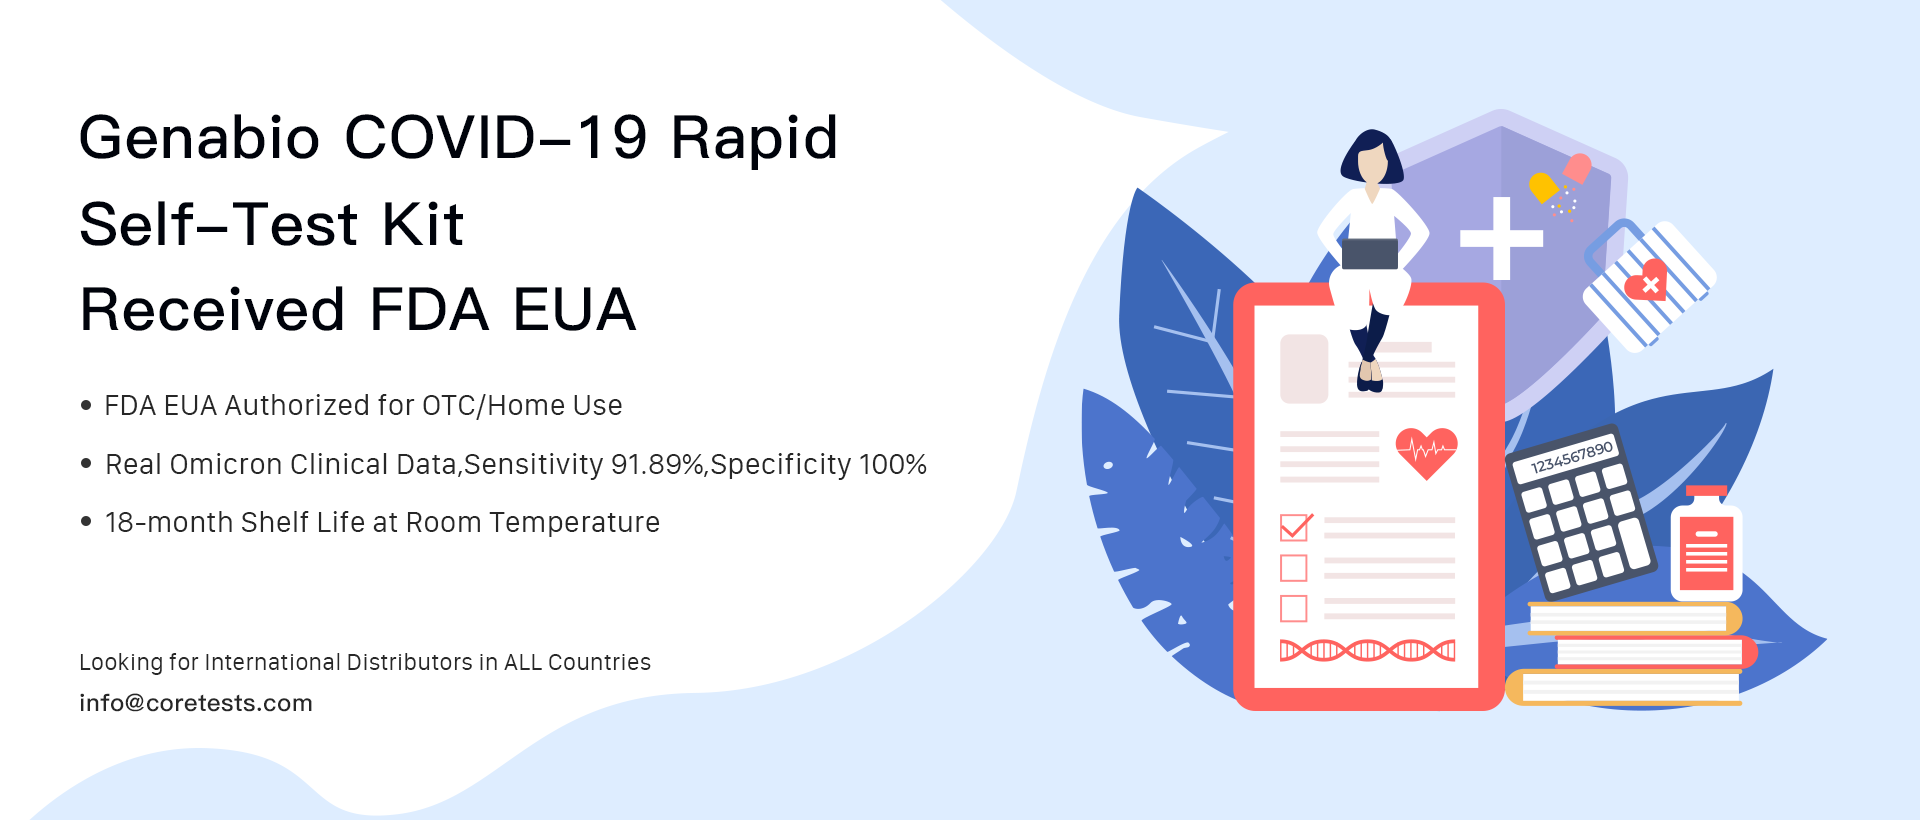 Genabio COVID-19 Rapid
Self-Test Kit
Received FDA EUA
• FDA EUA Authorized for OTC/Home Use
• Real Omicron Clinical Data,Sensitivity 91.89%,Specificity 100%
• 18-month Shelf Life at Room Temperature
Looking for International Distributors in ALL Countries
info@coretests.com
1234567890